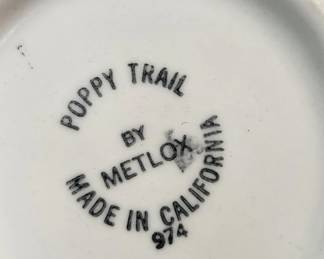 POPPY TRAIL
BY
METLOX
MADE IN CALIFORNIA
974